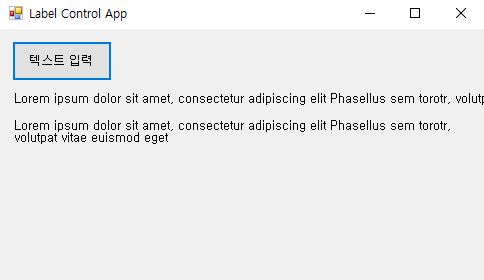 Label Control App
텍스트 입력
Lorem ipsum dolor sit amet, consectetur adipiscing elit Phasellus sem torotr, volutp
Lorem ipsum dolor sit amet, consectetur adipiscing elit Phasellus sem torotr,
volutpat vitae euismod eget